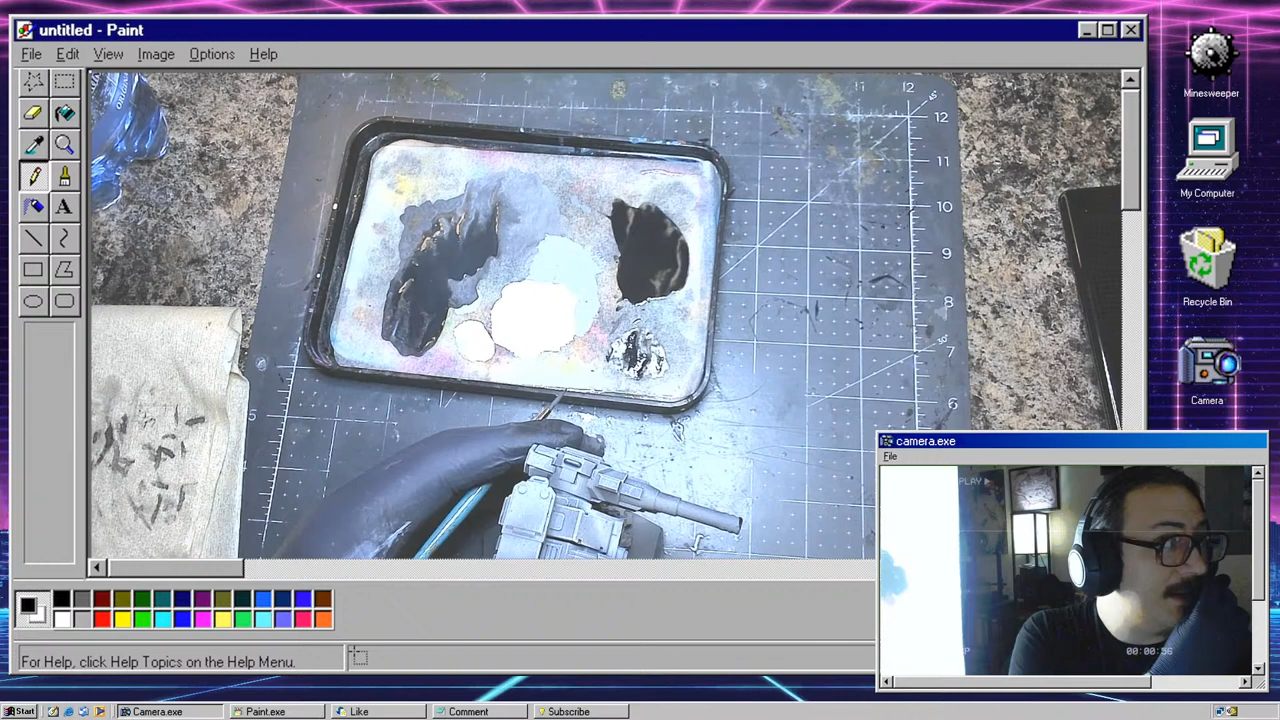 untitled - Paint
File Edit View Image Options Help
Minesweeper
My Computer
Recycle Bin
Camera
12
11
12
11
10
9
8
7
6
5
camera.exe
File
PLAY
00:00:56
For Help, click Help Topics on the Help Menu.
Start Camera.exe Paint.exe Like Comment Subscribe